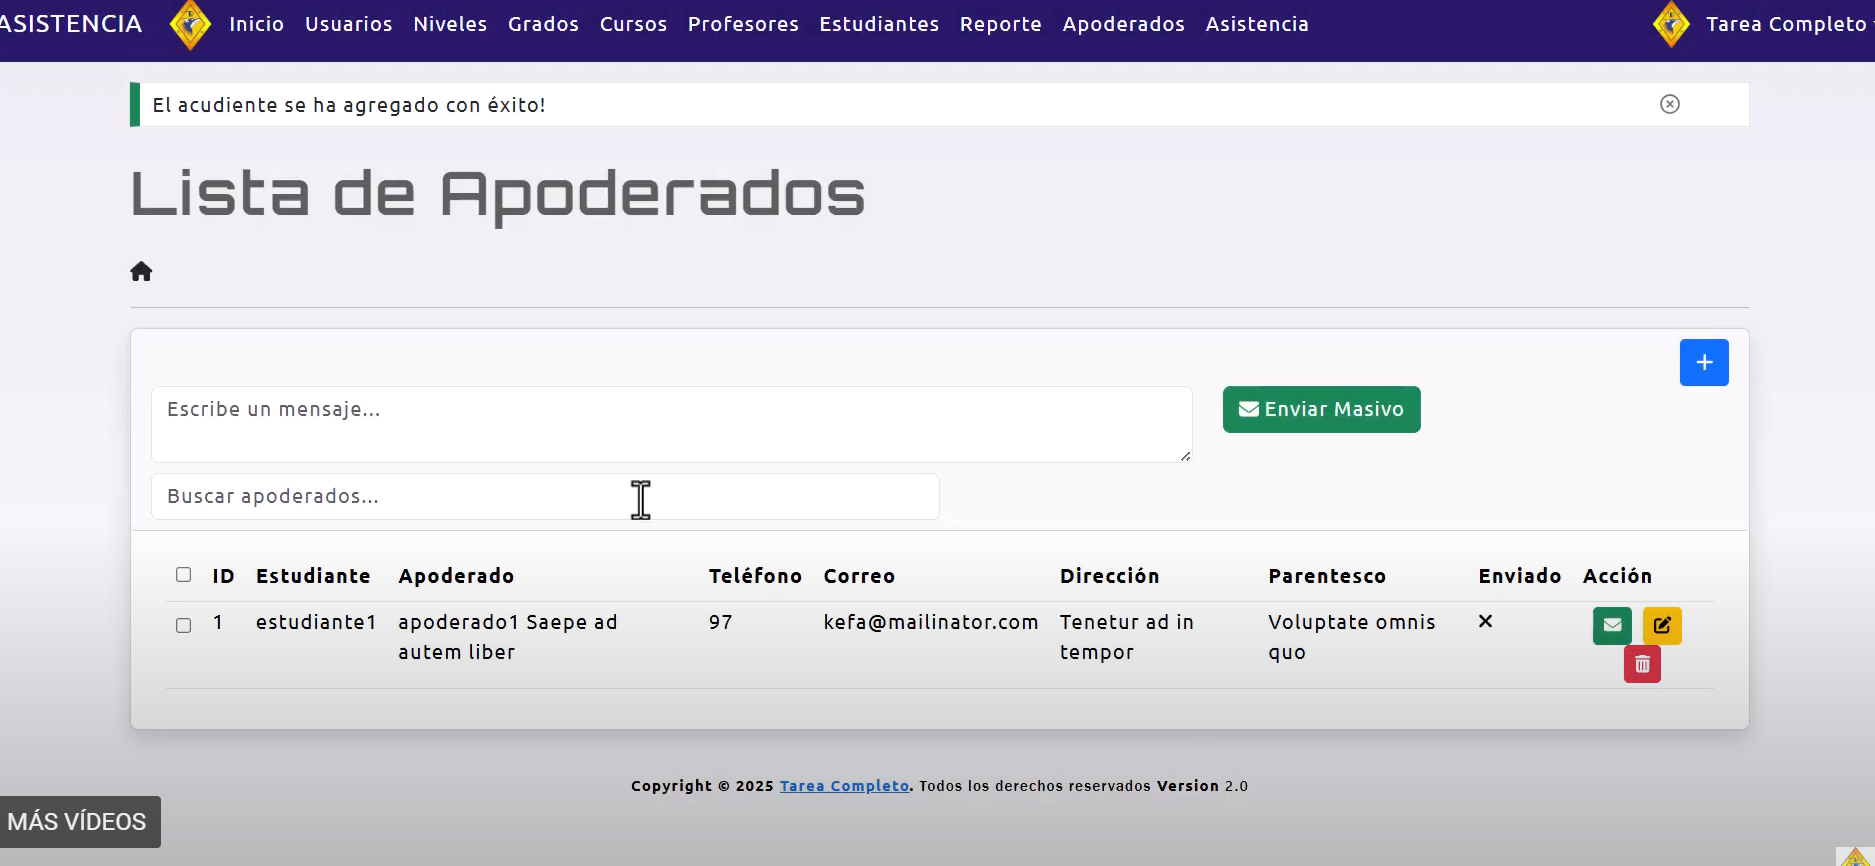 ASISTENCIA Inicio Usuarios Niveles Grados Cursos Profesores Estudiantes Reporte Apoderados Asistencia Tarea Completo
El acudiente se ha agregado con éxito!
Lista de Apoderados
+
Escribe un mensaje...
Enviar Masivo
Buscar apoderados...
ID Estudiante Apoderado Teléfono Correo Dirección Parentesco Enviado Acción
1 estudiante1 apoderado1 Saepe ad 97 kefa@mailinator.com Tenetur ad in Voluptate omnis
autem liber tempor quo
Copyright © 2025 Tarea Completo. Todos los derechos reservados Version 2.0
MÁS VÍDEOS